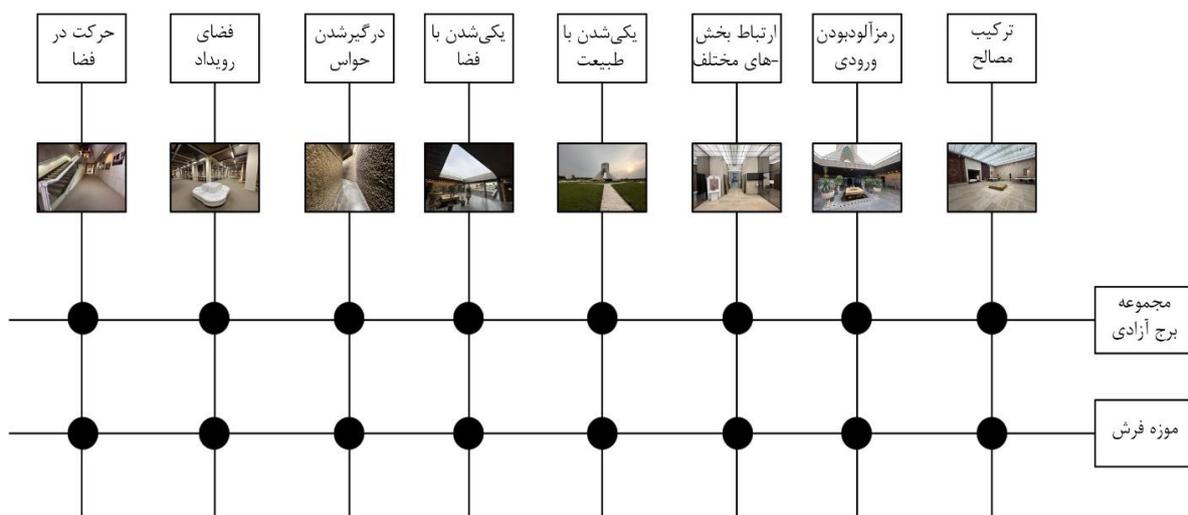 ترکیب
مصالح
رمزآلودبودن
ورودی
ارتباط بخش
-های مختلف
یکی‌شدن با
طبیعت
یکی‌شدن با
فضا
درگیرشدن
حواس
فضای
رویداد
حرکت در
فضا
مجموعه
برج آزادی
موزه فرش